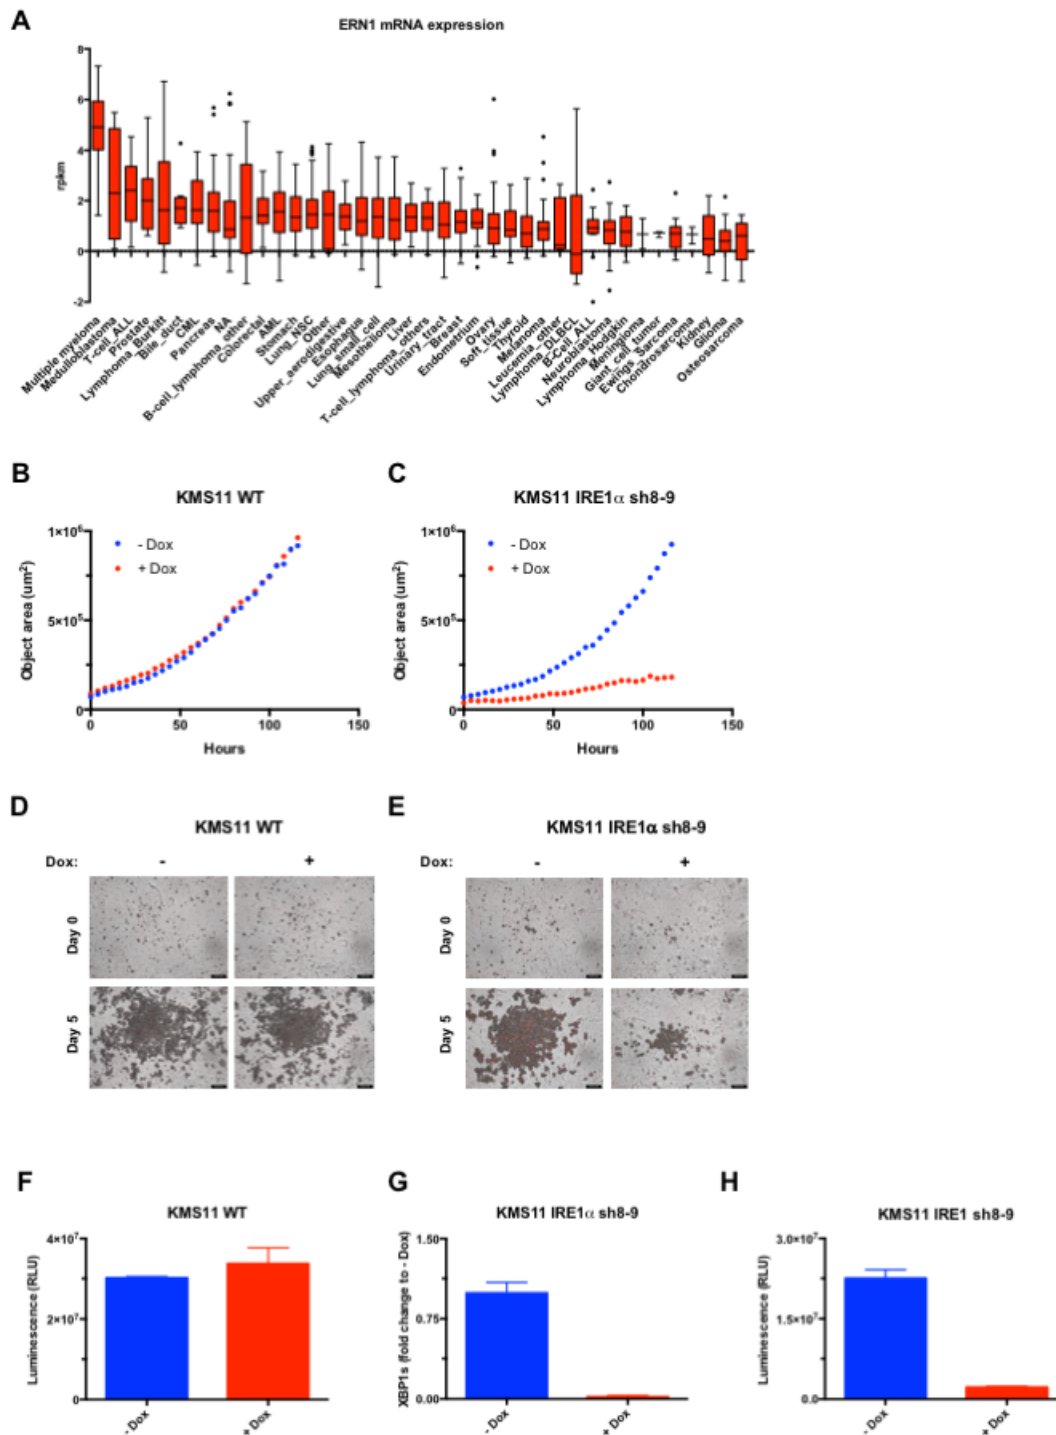 A
ERN1 mRNA expression
rpkm
8
6
4
2
0
-2
Multiple myeloma
Medulloblastoma
T-cell_ALL
Prostate
Lymphoma_Burkitt
Bile_duct
CML
Pancreas
NA
B-cell_lymphoma_other
Colorectal
AML
Stomach
Lung_NSC
Other
Upper_aerodigestive
Esophagus
Lung_small_cell
Mesothelioma
Liver
T-cell_lymphoma_others
Urinary_tract
Breast
Endometrium
Ovary
Soft_tissue
Thyroid
Melanoma
Leucemia_other
Lymphoma_DLBCL
B-Cell_ALL
Neuroblastoma
Lymphoma_Hodgkin
Meningioma
Giant_cell_tumor
Ewings_Sarcoma
Chondrosarcoma
Kidney
Glioma
Osteosarcoma
B
KMS11 WT
- Dox
+ Dox
Object area (um²)
1×10⁶
5×10⁵
0
0 50 100 150
Hours
C
KMS11 IRE1α sh8-9
- Dox
+ Dox
Object area (um²)
1×10⁶
5×10⁵
0
0 50 100 150
Hours
D
KMS11 WT
Dox: - +
Day 0
Day 5
E
KMS11 IRE1α sh8-9
Dox: - +
Day 0
Day 5
F
KMS11 WT
Luminescence (RLU)
4×10⁷
2×10⁷
0
- Dox + Dox
G
KMS11 IRE1α sh8-9
XBP1s (fold change to - Dox)
1.50
0.75
0.00
- Dox + Dox
H
KMS11 IRE1 sh8-9
Luminescence (RLU)
3.0×10⁷
1.5×10⁷
0.0
- Dox + Dox